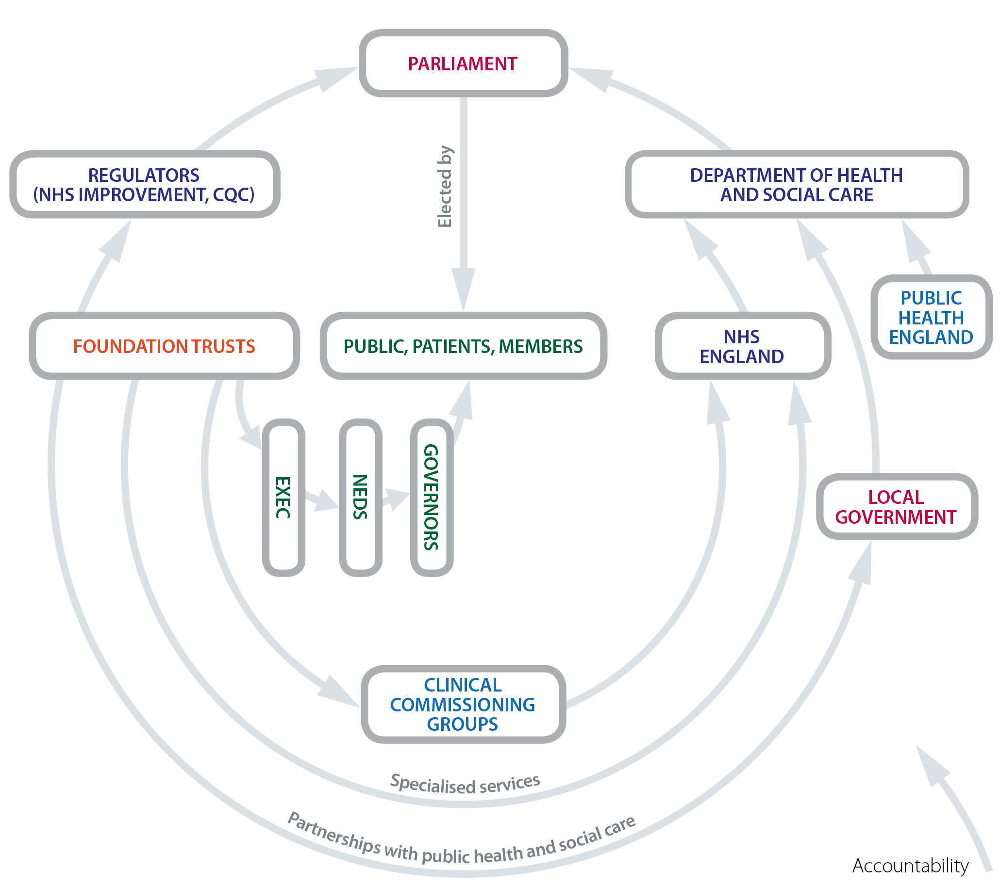 PARLIAMENT
Elected by
REGULATORS
(NHS IMPROVEMENT, CQC)
DEPARTMENT OF HEALTH
AND SOCIAL CARE
PUBLIC
HEALTH
ENGLAND
FOUNDATION TRUSTS
PUBLIC, PATIENTS, MEMBERS
NHS
ENGLAND
EXEC
NEDS
GOVERNORS
LOCAL
GOVERNMENT
CLINICAL
COMMISSIONING
GROUPS
Specialised services
Partnerships with public health and social care
Accountability